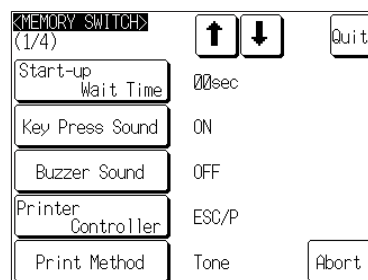 <MEMORY SWITCH>
(1/4)
Quit
Start-up
Wait Time
00sec
Key Press Sound
ON
Buzzer Sound
OFF
Printer
Controller
ESC/P
Print Method
Tone
Abort